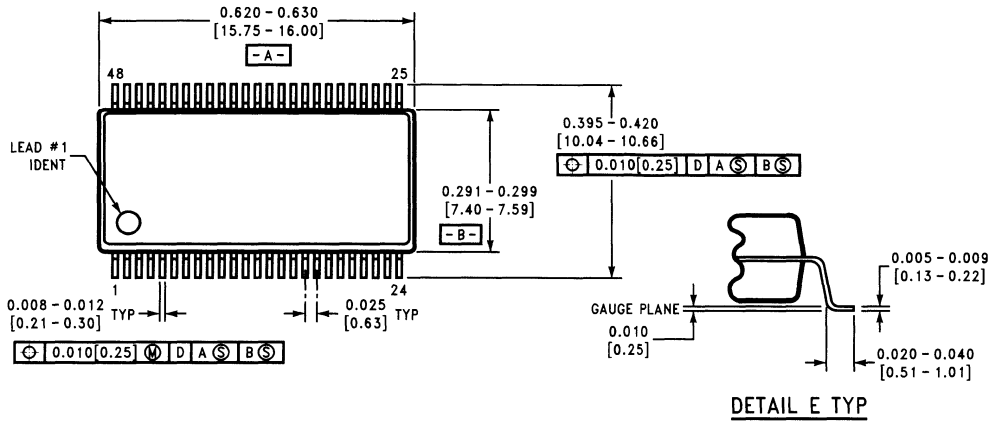 0.620 – 0.630
[15.75 – 16.00]
-A-
48
25
LEAD #1
IDENT
0.395 – 0.420
[10.04 – 10.66]
0.010[0.25] D A Ⓢ B Ⓢ
0.291 – 0.299
[7.40 – 7.59]
-B-
1
24
0.008 – 0.012
[0.21 – 0.30] TYP
0.025
[0.63] TYP
0.010[0.25] Ⓜ D A Ⓢ B Ⓢ
0.005 – 0.009
[0.13 – 0.22]
GAUGE PLANE
0.010
[0.25]
0.020 – 0.040
[0.51 – 1.01]
DETAIL E TYP